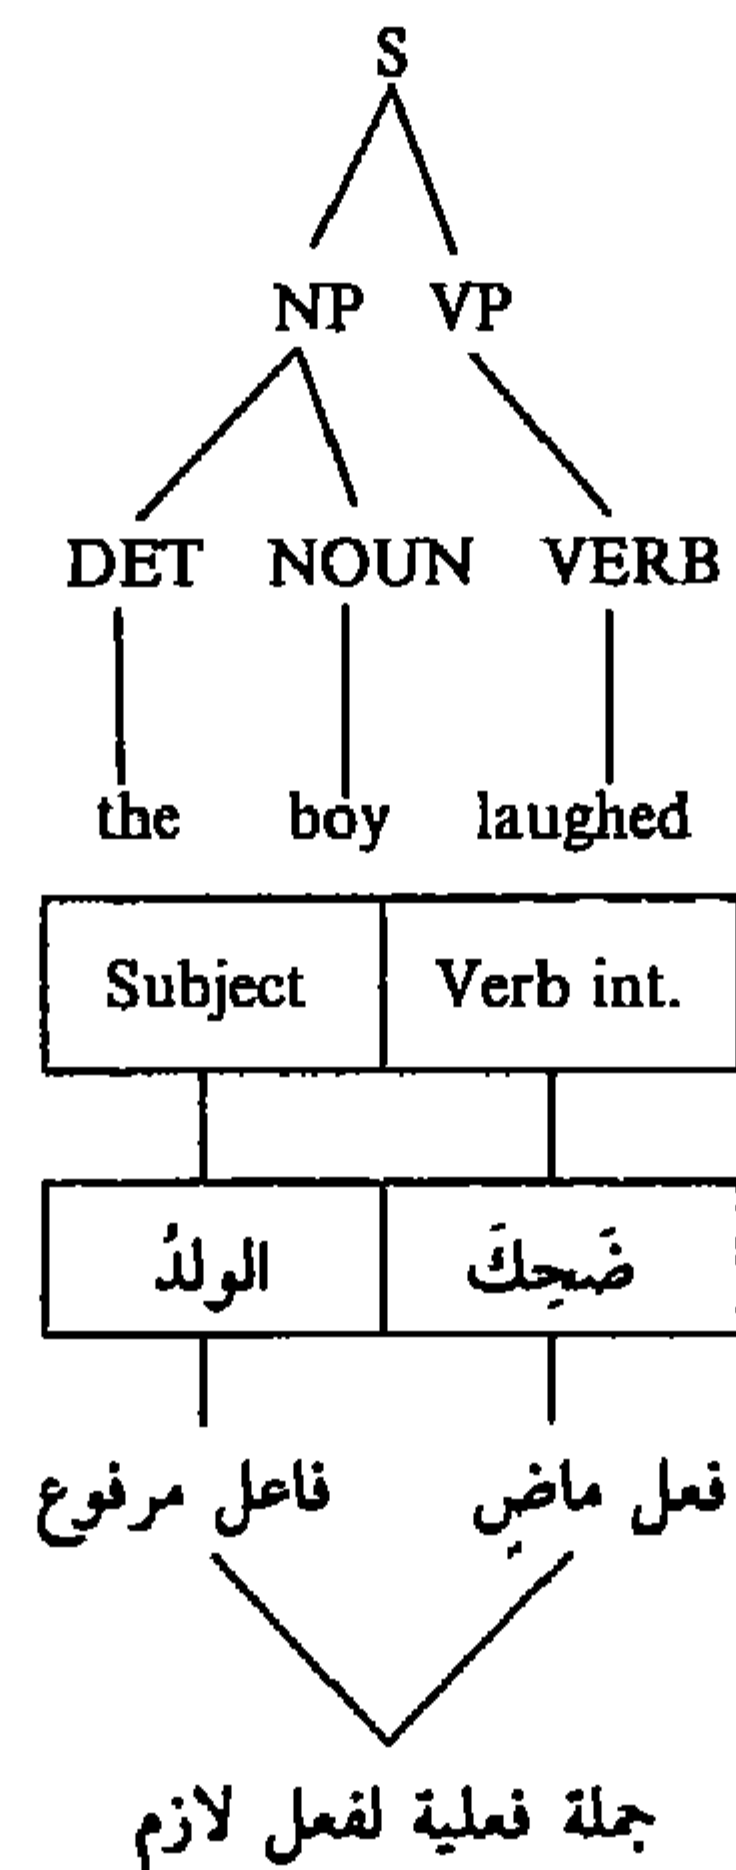 S
NP VP
DET NOUN VERB
the boy laughed
Subject Verb int.
ضَحِكَ الولدُ
فعل ماضٍ فاعل مرفوع
جملة فعلية لفعل لازم